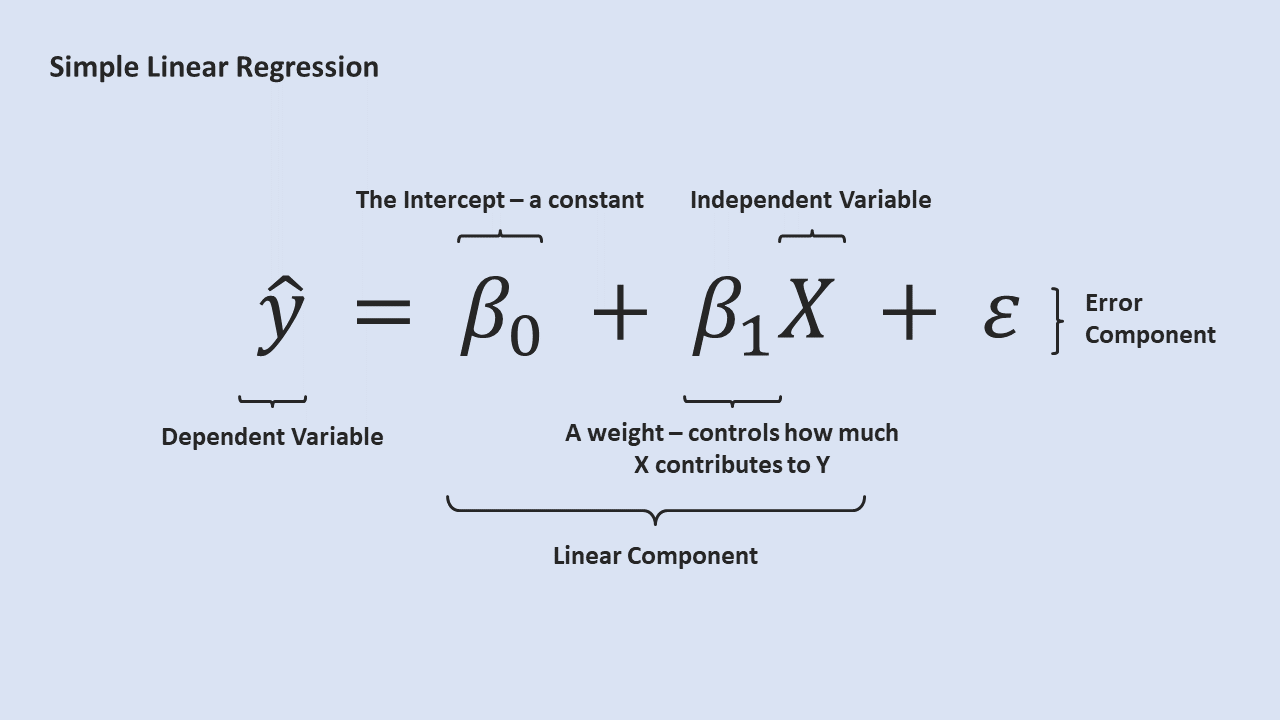 Simple Linear Regression
The Intercept – a constant
Independent Variable
ŷ = β₀ + β₁X + ε
Error
Component
Dependent Variable
A weight – controls how much
X contributes to Y
Linear Component